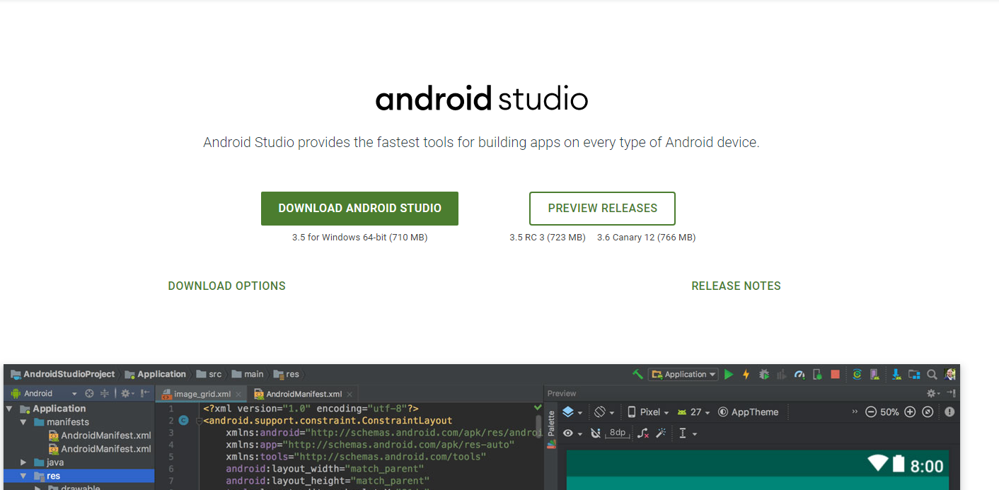 android studio
Android Studio provides the fastest tools for building apps on every type of Android device.
DOWNLOAD ANDROID STUDIO
PREVIEW RELEASES
3.5 for Windows 64-bit (710 MB)
3.5 RC 3 (723 MB)
3.6 Canary 12 (766 MB)
DOWNLOAD OPTIONS
RELEASE NOTES
AndroidStudioProject
Application
src
main
res
Application
Android
image_grid.xml
AndroidManifest.xml
Preview
Application
manifests
AndroidManifest.xml
AndroidManifest.xml
java
res
drawable
1 <?xml version="1.0" encoding="utf-8"?>
2 <android.support.constraint.ConstraintLayout
3 xmlns:android="http://schemas.android.com/apk/res/androi
4 xmlns:app="http://schemas.android.com/apk/res-auto"
5 xmlns:tools="http://schemas.android.com/tools"
6 android:layout_width="match_parent"
7 android:layout_height="match_parent"
Palette
Pixel
27
AppTheme
50%
8dp
8:00